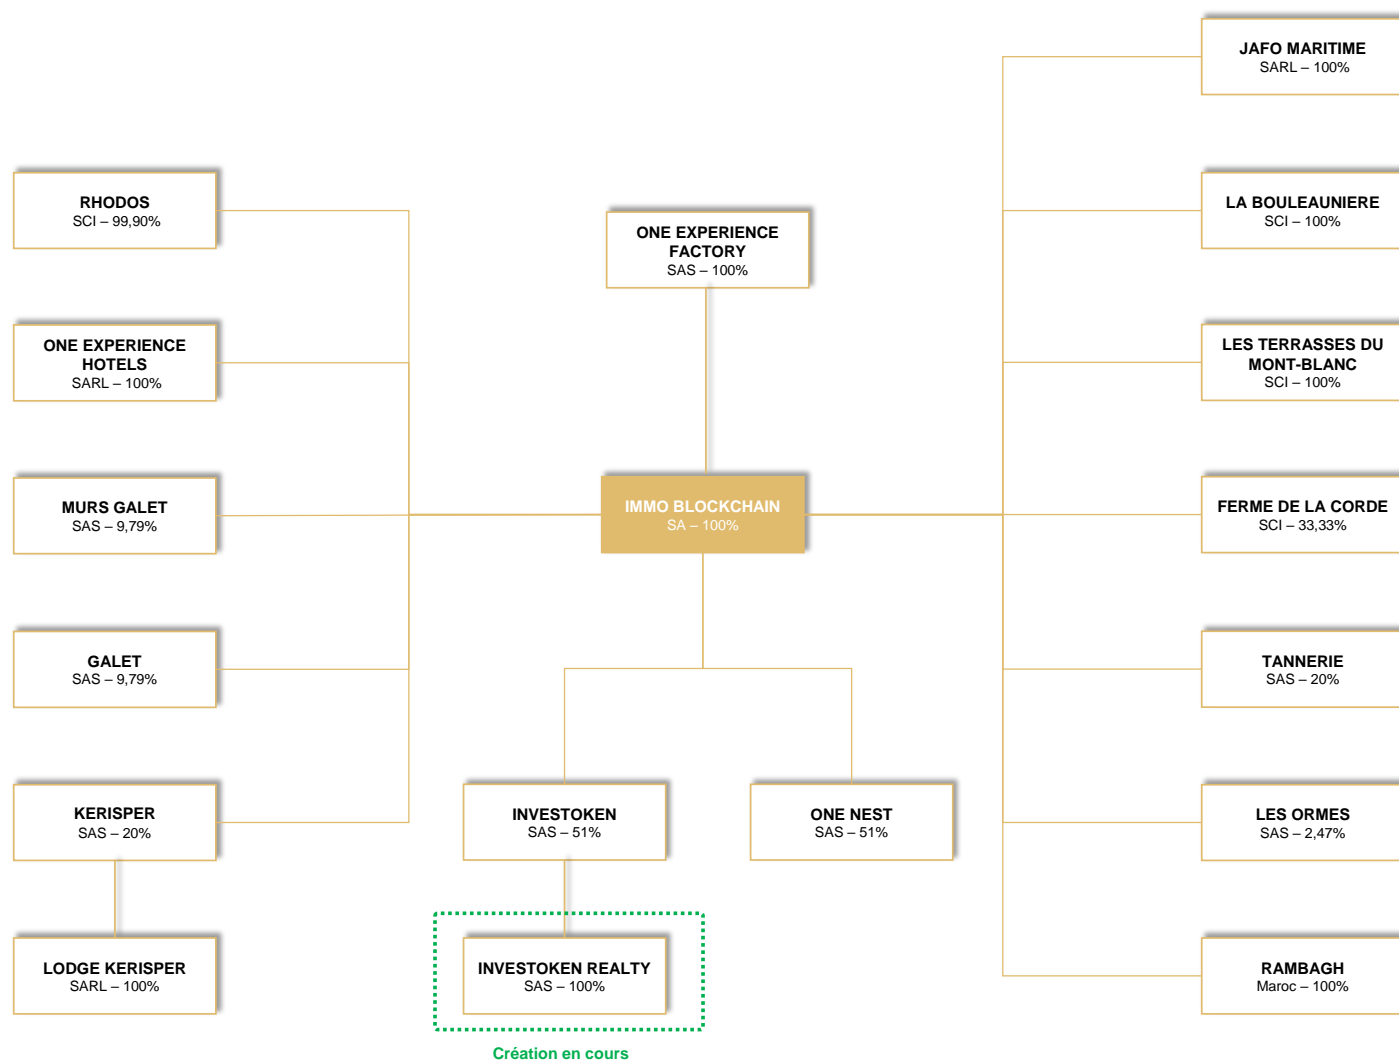 JAFO MARITIME
SARL – 100%
RHODOS
SCI – 99,90%
LA BOULEAUNIERE
SCI – 100%
ONE EXPERIENCE
FACTORY
SAS – 100%
ONE EXPERIENCE
HOTELS
SARL – 100%
LES TERRASSES DU
MONT-BLANC
SCI – 100%
MURS GALET
SAS – 9,79%
IMMO BLOCKCHAIN
SA – 100%
FERME DE LA CORDE
SCI – 33,33%
GALET
SAS – 9,79%
TANNERIE
SAS – 20%
KERISPER
SAS – 20%
INVESTOKEN
SAS – 51%
ONE NEST
SAS – 51%
LES ORMES
SAS – 2,47%
LODGE KERISPER
SARL – 100%
INVESTOKEN REALTY
SAS – 100%
RAMBAGH
Maroc – 100%
Création en cours